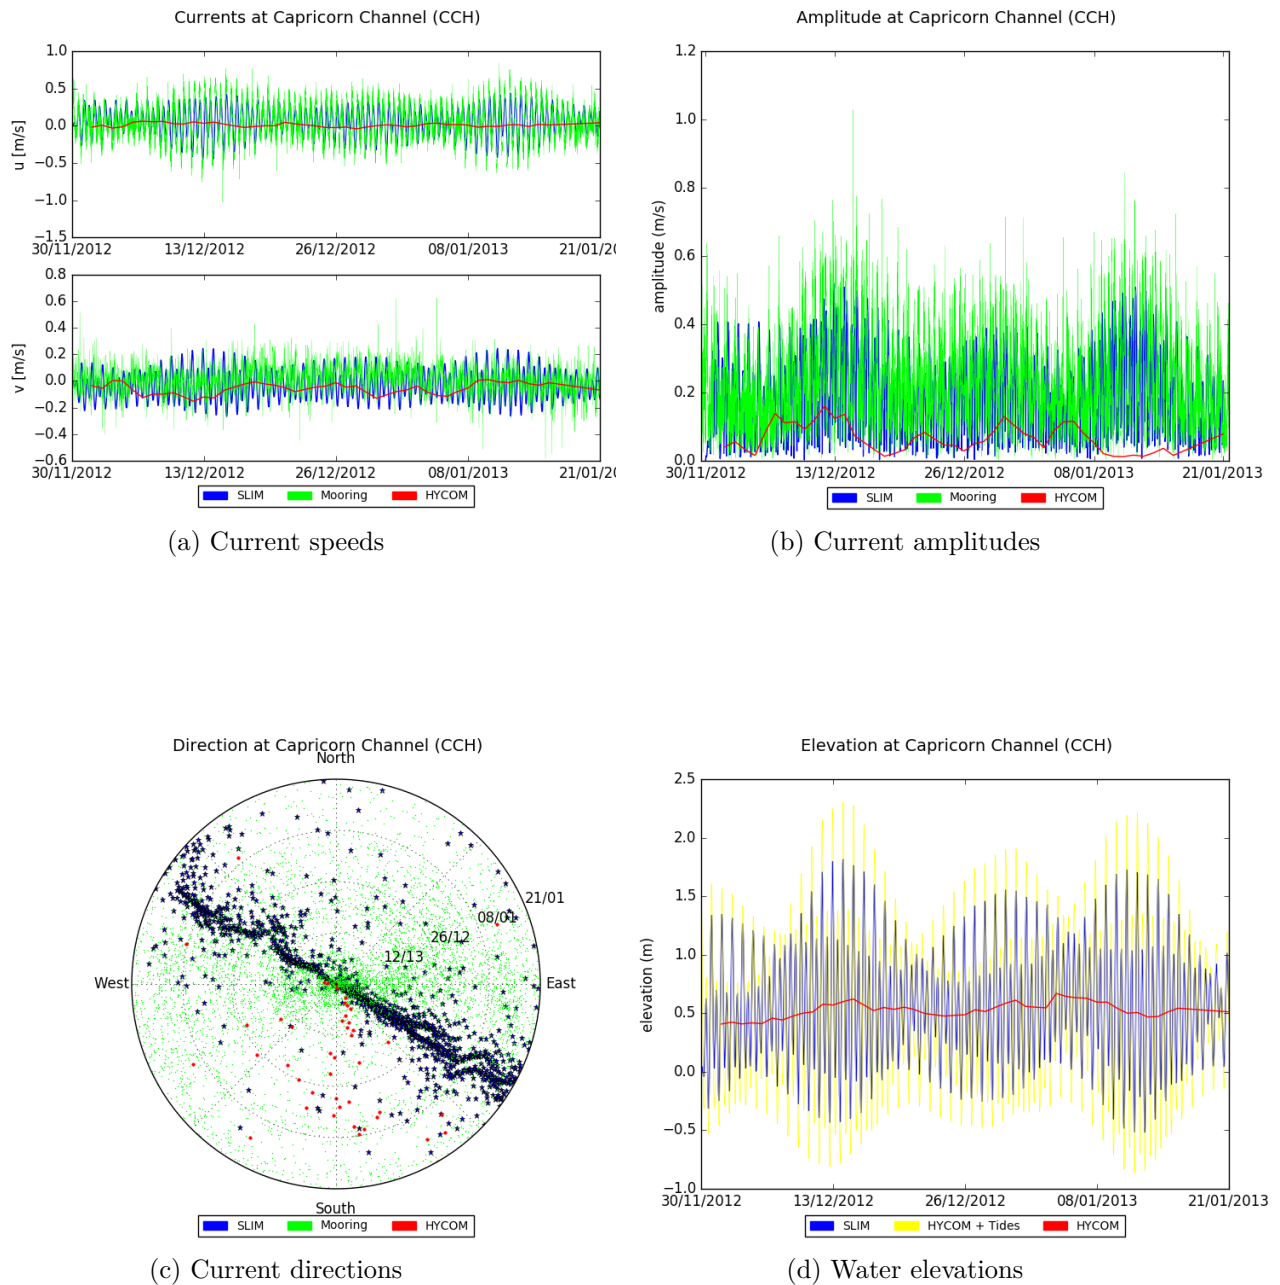 Currents at Capricorn Channel (CCH)
1.0
0.5
0.0
−0.5
−1.0
−1.5
u [m/s]
30/11/2012 13/12/2012 26/12/2012 08/01/2013 21/01/20
0.8
0.6
0.4
0.2
0.0
−0.2
−0.4
−0.6
v [m/s]
30/11/2012 13/12/2012 26/12/2012 08/01/2013 21/01/20
SLIM Mooring HYCOM
(a) Current speeds
Amplitude at Capricorn Channel (CCH)
1.2
1.0
0.8
0.6
0.4
0.2
0.0
amplitude (m/s)
30/11/2012 13/12/2012 26/12/2012 08/01/2013 21/01/2013
SLIM Mooring HYCOM
(b) Current amplitudes
Direction at Capricorn Channel (CCH)
North
21/01
08/01
26/12
12/13
West East
South
SLIM Mooring HYCOM
(c) Current directions
Elevation at Capricorn Channel (CCH)
2.5
2.0
1.5
1.0
0.5
0.0
−0.5
−1.0
elevation (m)
30/11/2012 13/12/2012 26/12/2012 08/01/2013 21/01/2013
SLIM HYCOM + Tides HYCOM
(d) Water elevations